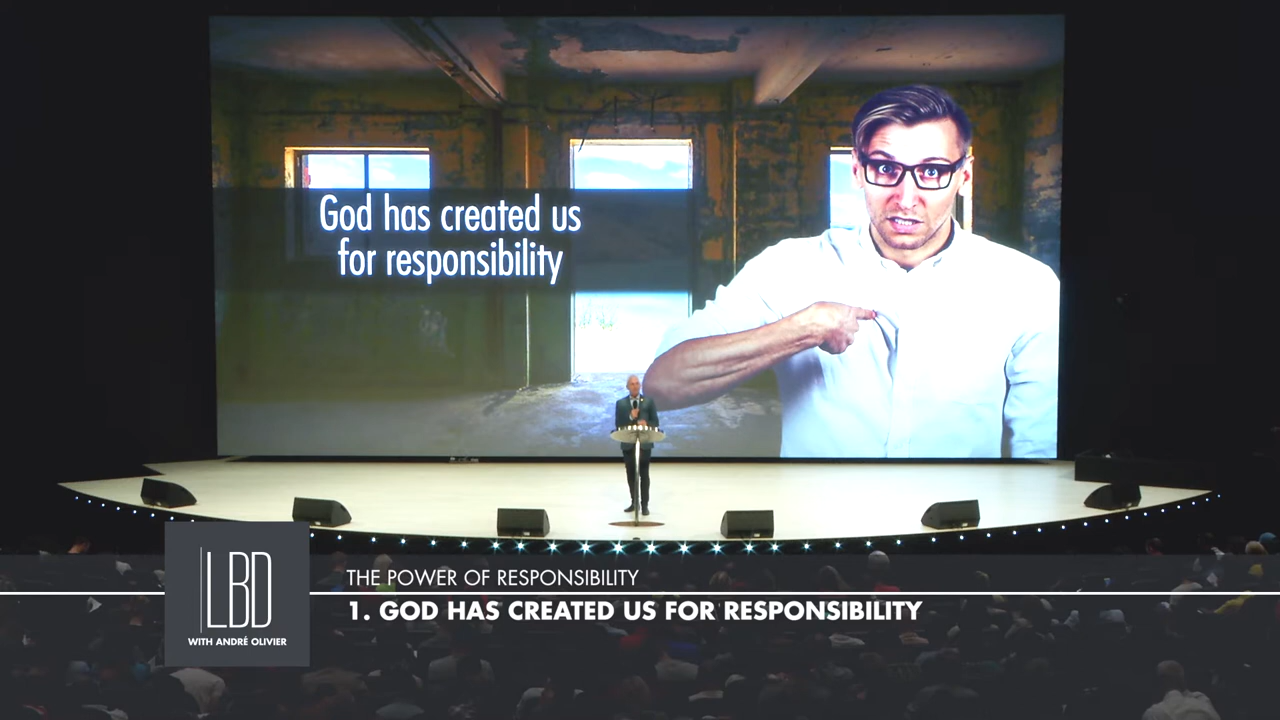 God has created us
for responsibility
LBD
WITH ANDRÉ OLIVIER
THE POWER OF RESPONSIBILITY
1. GOD HAS CREATED US FOR RESPONSIBILITY